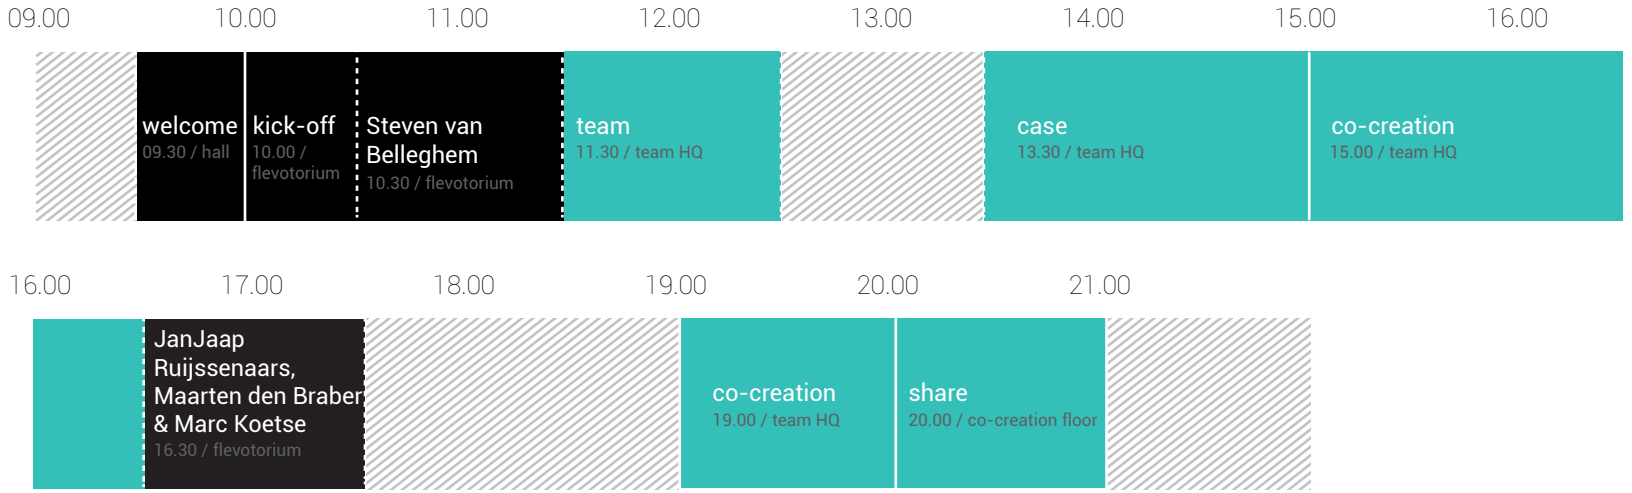 09.00 10.00 11.00 12.00 13.00 14.00 15.00 16.00
welcome
09.30 / hall
kick-off
10.00 /
flevotorium
Steven van
Belleghem
10.30 / flevotorium
team
11.30 / team HQ
case
13.30 / team HQ
co-creation
15.00 / team HQ
16.00 17.00 18.00 19.00 20.00 21.00
JanJaap
Ruijssenaars,
Maarten den Braber
& Marc Koetse
16.30 / flevotorium
co-creation
19.00 / team HQ
share
20.00 / co-creation floor